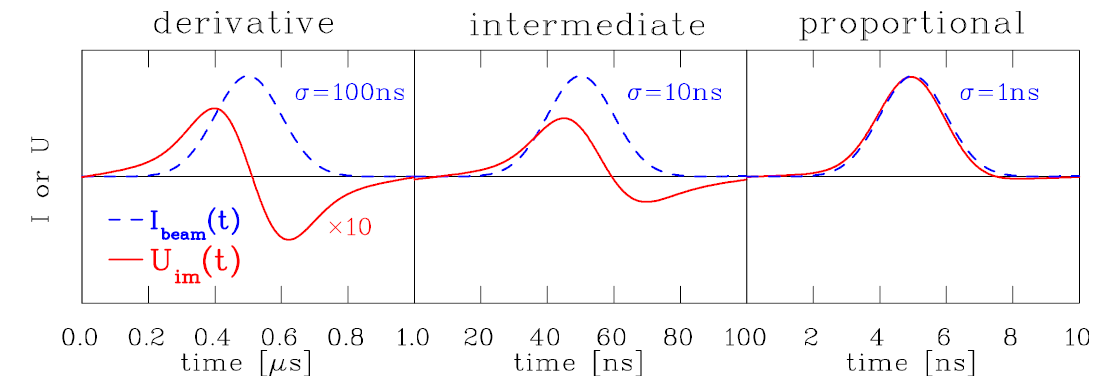 derivative intermediate proportional
σ=100ns σ=10ns σ=1ns
I or U
I_beam(t)
×10
U_im(t)
0.0 0.2 0.4 0.6 0.8 1.0 20 40 60 80 100 2 4 6 8 10
time [μs] time [ns] time [ns]